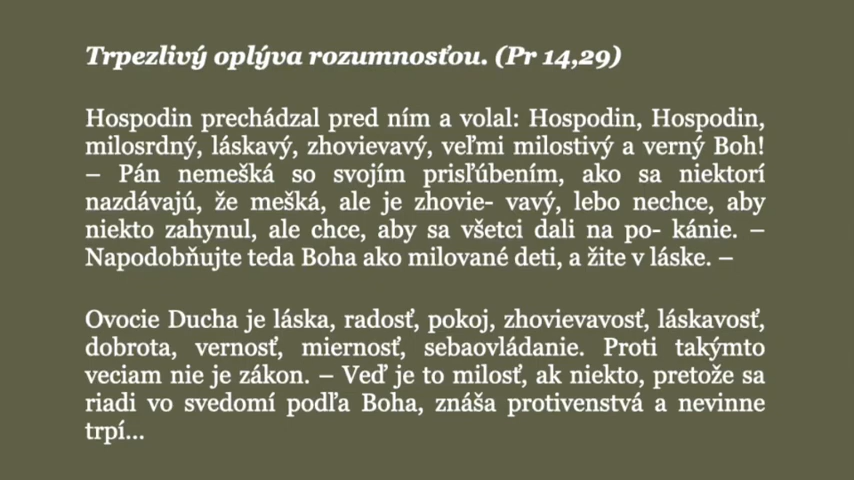 Trpezlivý oplýva rozumnosťou. (Pr 14,29)
Hospodin prechádzal pred ním a volal: Hospodin, Hospodin,
milosrdný, láskavý, zhovievavý, veľmi milostivý a verný Boh!
– Pán nemešká so svojím prisľúbením, ako sa niektorí
nazdávajú, že mešká, ale je zhovie- vavý, lebo nechce, aby
niekto zahynul, ale chce, aby sa všetci dali na po- kánie. –
Napodobňujte teda Boha ako milované deti, a žite v láske. –
Ovocie Ducha je láska, radosť, pokoj, zhovievavosť, láskavosť,
dobrota, vernosť, miernosť, sebaovládanie. Proti takýmto
veciam nie je zákon. – Veď je to milosť, ak niekto, pretože sa
riadi vo svedomí podľa Boha, znáša protivenstvá a nevinne
trpí...